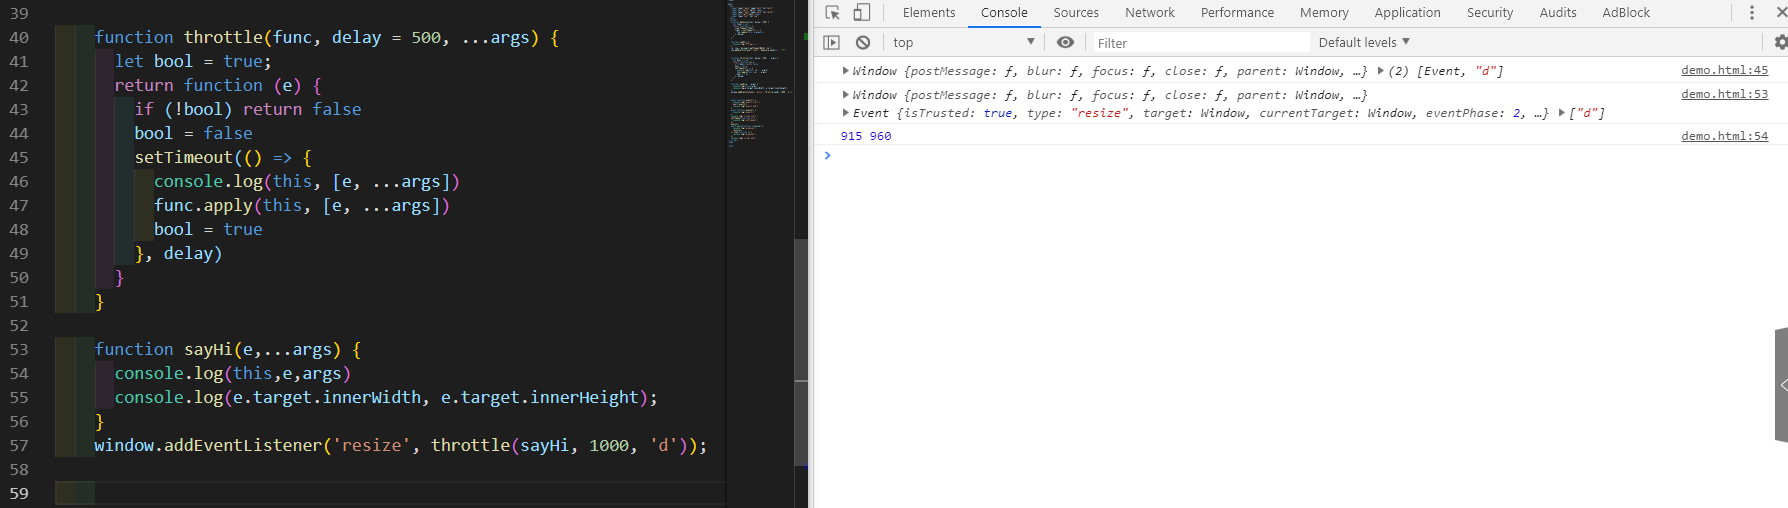 39
40 function throttle(func, delay = 500, ...args) {
41 let bool = true;
42 return function (e) {
43 if (!bool) return false
44 bool = false
45 setTimeout(() => {
46 console.log(this, [e, ...args])
47 func.apply(this, [e, ...args])
48 bool = true
49 }, delay)
50 }
51 }
52
53 function sayHi(e,...args) {
54 console.log(this,e,args)
55 console.log(e.target.innerWidth, e.target.innerHeight);
56 }
57 window.addEventListener('resize', throttle(sayHi, 1000, 'd'));
58
59
Elements Console Sources Network Performance Memory Application Security Audits AdBlock
top Filter Default levels
Window {postMessage: ƒ, blur: ƒ, focus: ƒ, close: ƒ, parent: Window, …} (2) [Event, "d"] demo.html:45
Window {postMessage: ƒ, blur: ƒ, focus: ƒ, close: ƒ, parent: Window, …} demo.html:53
Event {isTrusted: true, type: "resize", target: Window, currentTarget: Window, eventPhase: 2, …} ["d"]
915 960 demo.html:54